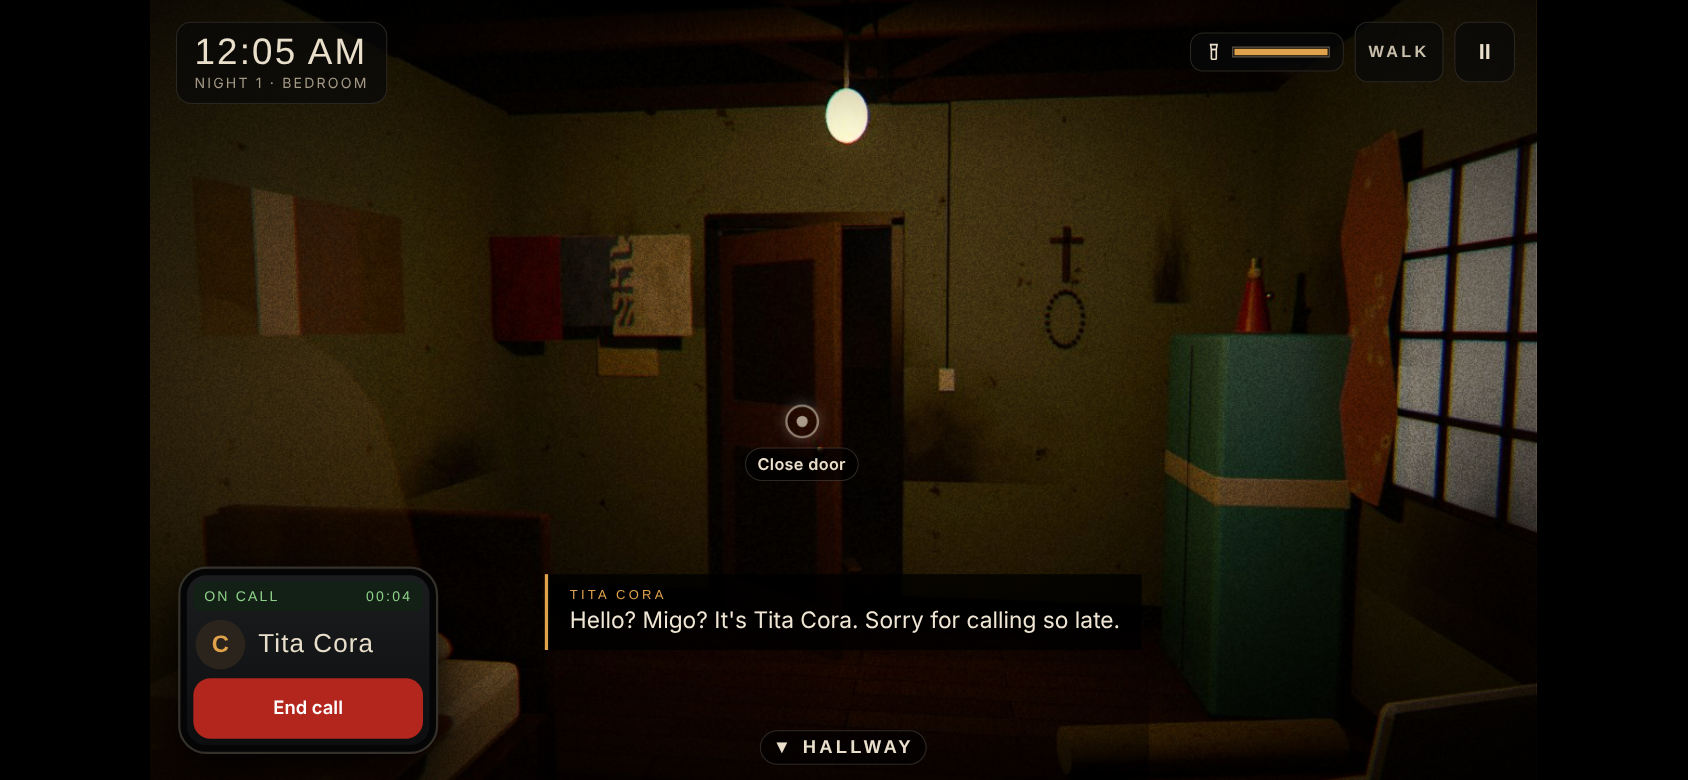 12:05 AM
NIGHT 1 · BEDROOM
WALK
Close door
ON CALL 00:04
C Tita Cora
End call
TITA CORA
Hello? Migo? It's Tita Cora. Sorry for calling so late.
▼ HALLWAY